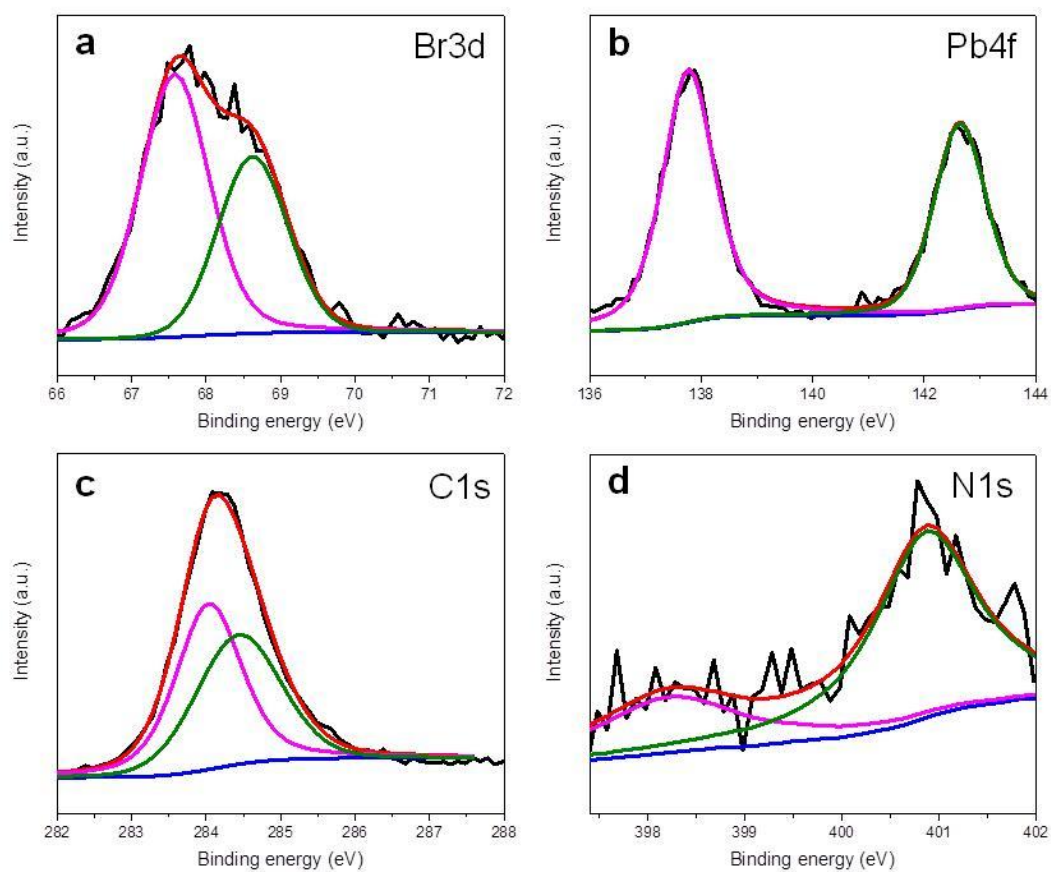 a Br3d
Intensity (a.u.)
66 67 68 69 70 71 72
Binding energy (eV)
b Pb4f
Intensity (a.u.)
136 138 140 142 144
Binding energy (eV)
c C1s
Intensity (a.u.)
282 283 284 285 286 287 288
Binding energy (eV)
d N1s
Intensity (a.u.)
398 399 400 401 402
Binding energy (eV)